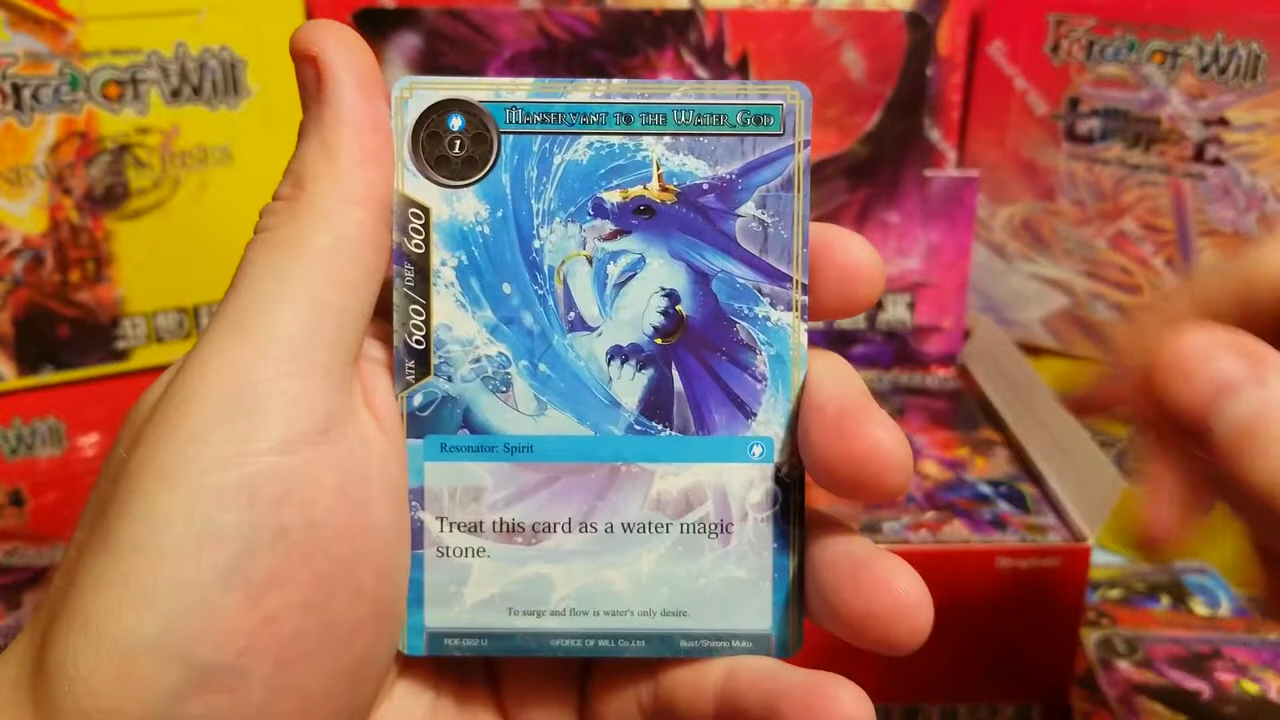 Force Of Will
Force Of Will
MANSERVANT TO THE WATER GOD
1
ATK 600 / DEF 600
Resonator: Spirit
Treat this card as a water magic
stone.
To surge and flow is water's only desire.
RDE-022 U ©FORCE OF WILL Co.,Ltd. Illust/Shirono Muku